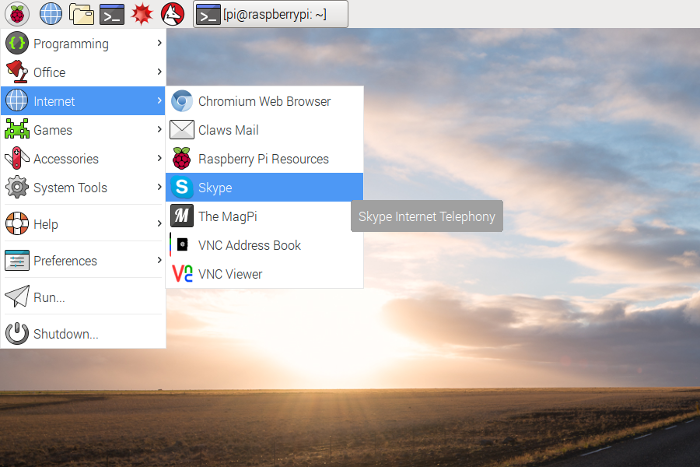 [pi@raspberrypi: ~]
Programming
Office
Internet
Games
Accessories
System Tools
Help
Preferences
Run...
Shutdown...
Chromium Web Browser
Claws Mail
Raspberry Pi Resources
Skype
The MagPi
VNC Address Book
VNC Viewer
Skype Internet Telephony